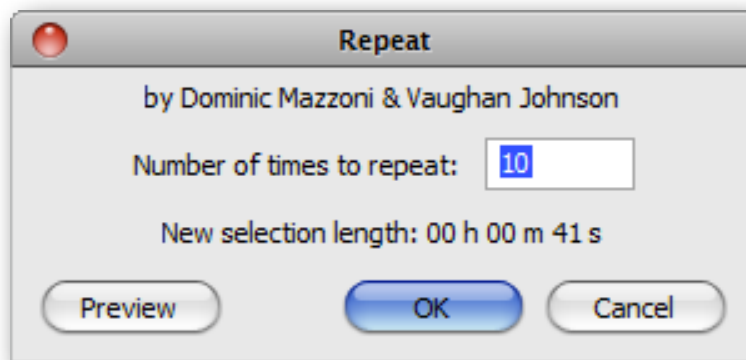 Repeat
by Dominic Mazzoni & Vaughan Johnson
Number of times to repeat: 10
New selection length: 00 h 00 m 41 s
Preview OK Cancel